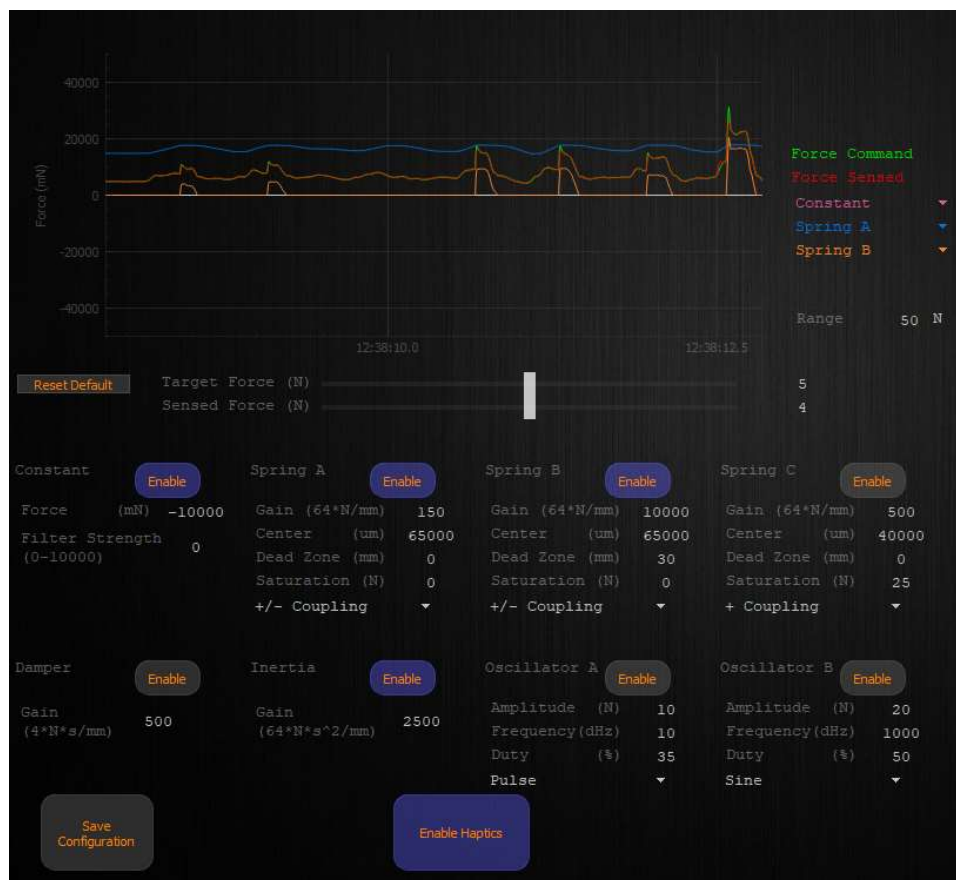 40000
20000
0
-20000
-40000
Force (mN)
12:38:10.0 12:38:12.5
Force Command
Force Sensed
Constant
Spring A
Spring B
Range 50 N
Reset Default
Target Force (N) 5
Sensed Force (N) 4
Constant Enable Spring A Enable Spring B Enable Spring C Enable
Force (mN) -10000 Gain (64*N/mm) 150 Gain (64*N/mm) 10000 Gain (64*N/mm) 500
Filter Strength 0 Center (um) 65000 Center (um) 65000 Center (um) 40000
(0-10000) Dead Zone (mm) 0 Dead Zone (mm) 30 Dead Zone (mm) 0
Saturation (N) 0 Saturation (N) 0 Saturation (N) 25
+/- Coupling +/- Coupling + Coupling
Damper Enable Inertia Enable Oscillator A Enable Oscillator B Enable
Gain 500 Gain 2500 Amplitude (N) 10 Amplitude (N) 20
(4*N*s/mm) (64*N*s^2/mm) Frequency(dHz) 10 Frequency(dHz) 1000
Duty (%) 35 Duty (%) 50
Pulse Sine
Save
Configuration
Enable Haptics